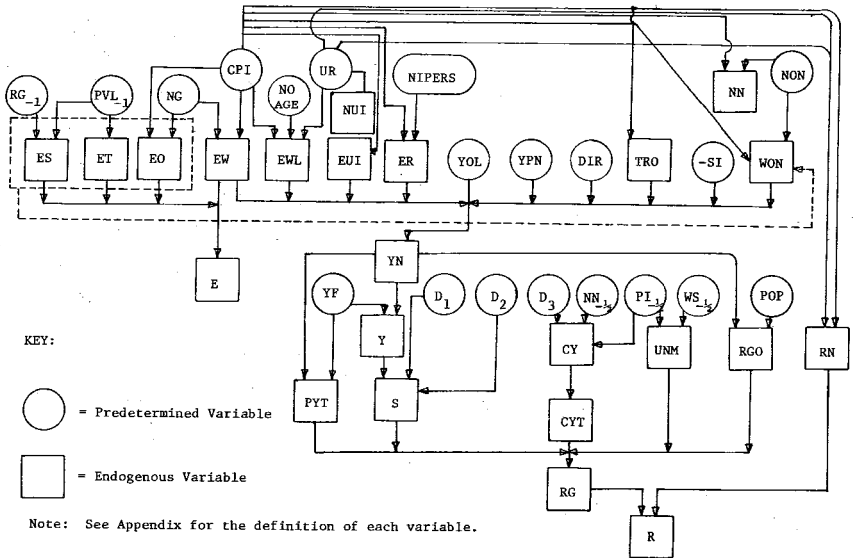 CPI
UR
NIPERS
NN
NON
RG-1
PVL-1
NG
NO AGE
NUI
ES
ET
EO
EW
EWL
EUI
ER
YOL
YPN
DIR
TRO
-SI
WON
E
YN
YF
D1
D2
D3
NN-½
PI-½
WS-½
POP
Y
CY
UNM
RGO
RN
PYT
S
CYT
RG
R
KEY:
= Predetermined Variable
= Endogenous Variable
Note: See Appendix for the definition of each variable.